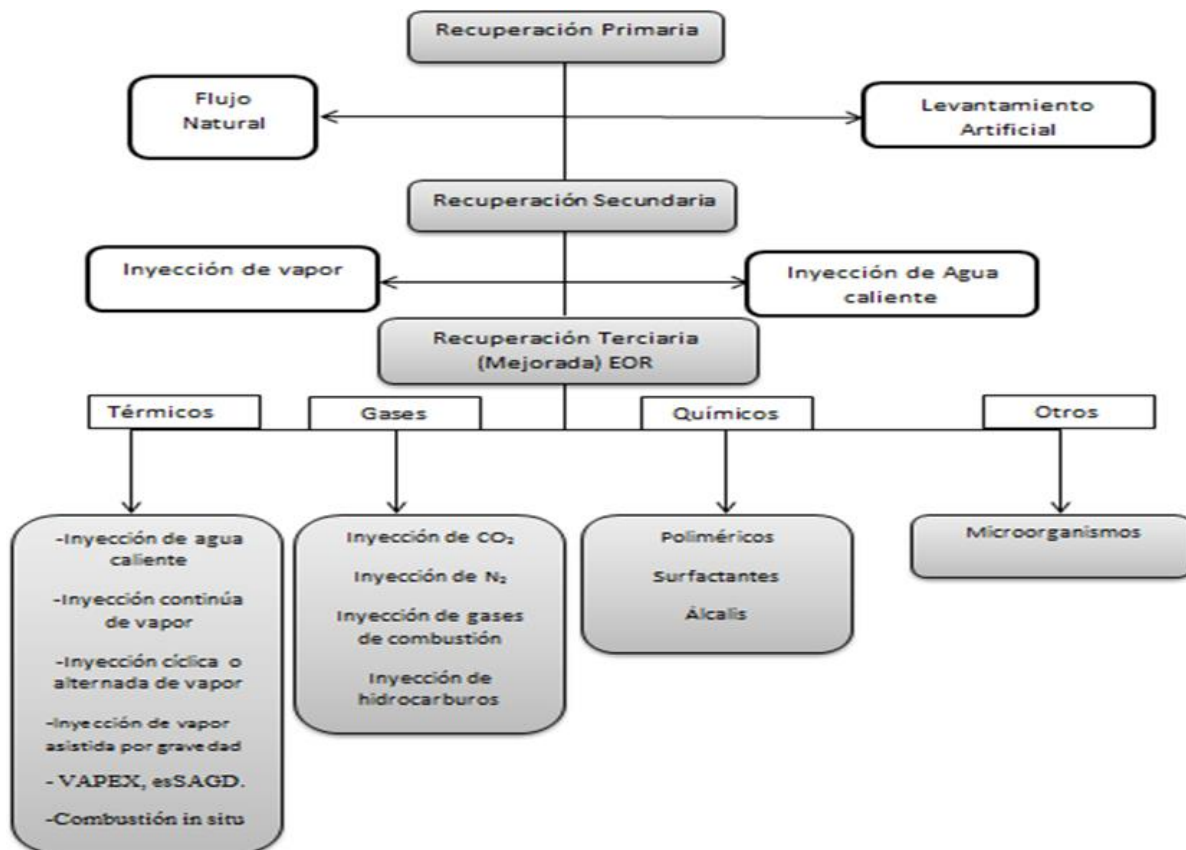 Recuperación Primaria
Flujo
Natural
Levantamiento
Artificial
Recuperación Secundaria
Inyección de vapor
Inyección de Agua
caliente
Recuperación Terciaria
(Mejorada) EOR
Térmicos
Gases
Químicos
Otros
-Inyección de agua
caliente
-Inyección continúa
de vapor
-Inyección cíclica o
alternada de vapor
-Inyección de vapor
asistida por gravedad
- VAPEX, esSAGD.
-Combustión in situ
Inyección de CO₂
Inyección de N₂
Inyección de gases
de combustión
Inyección de
hidrocarburos
Poliméricos
Surfactantes
Álcalis
Microorganismos